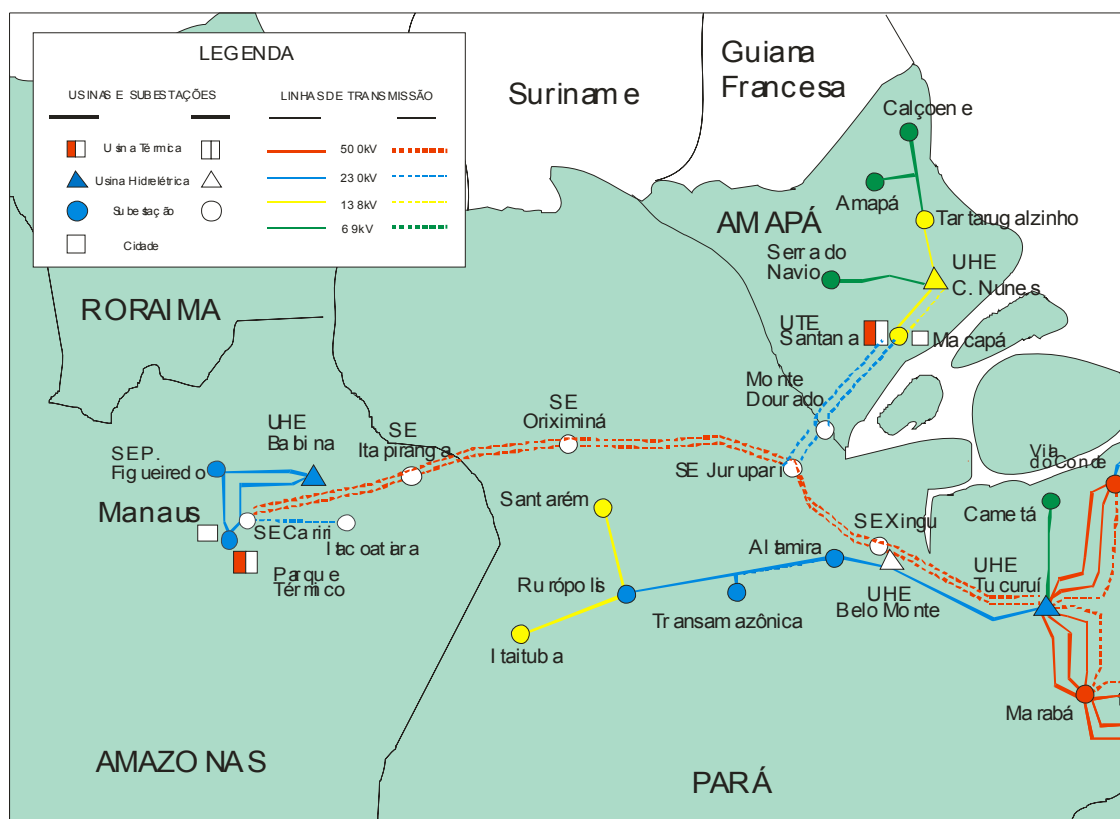 LEGENDA
USINAS E SUBESTAÇÕES
LINHAS DE TRANSMISSÃO
Usina Térmica
500kV
Usina Hidrelétrica
230kV
Subestação
138kV
69kV
Cidade
Suriname
Guiana
Francesa
Calçoene
Amapá
AMAPÁ
Tartarugalzinho
Serra do
Navio
UHE
C. Nunes
UTE
Santana
Macapá
Monte
Dourado
RORAIMA
UHE
Balbina
SE
Itapiranga
SE
Oriximiná
SE P.
Figueiredo
SE Jurupari
Vila
do Conde
Manaus
SE Cariri
Itacoatiara
Parque
Térmico
Santarém
SE Xingu
Cametá
Altamira
UHE
Tucuruí
Rurópolis
UHE
Belo Monte
Transamazônica
Itaituba
Marabá
AMAZONAS
PARÁ